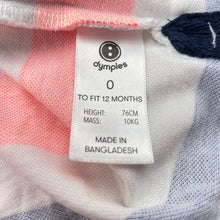 dymples
0
TO FIT 12 MONTHS
HEIGHT: 76CM
MASS: 10KG
MADE IN
BANGLADESH